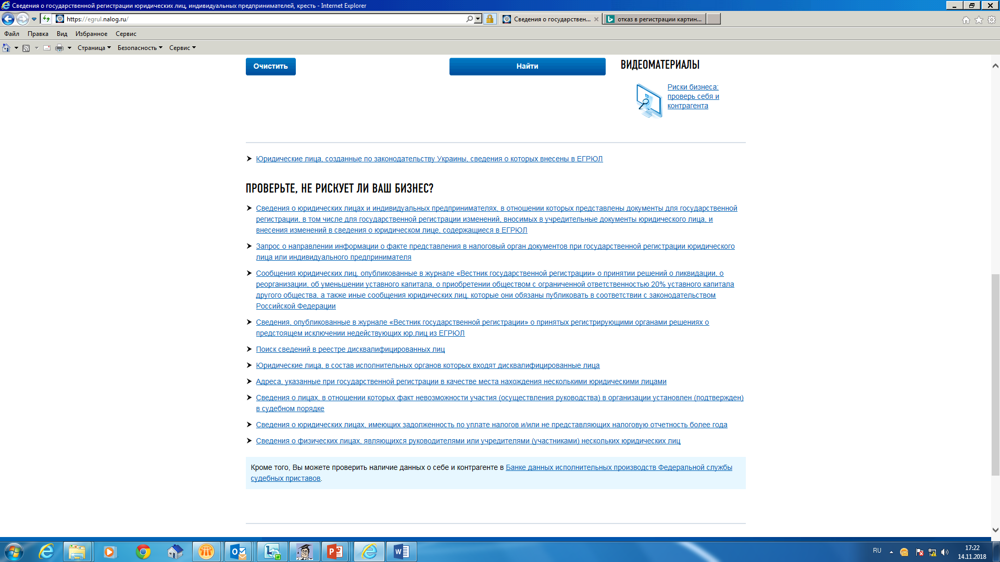 Сведения о государственной регистрации юридических лиц, индивидуальных предпринимателей, кресть - Internet Explorer
https://egrul.nalog.ru/
Сведения о государствен...
отказ в регистрации картин...
Файл Правка Вид Избранное Сервис
Страница Безопасность Сервис
Очистить
Найти
ВИДЕОМАТЕРИАЛЫ
Риски бизнеса:
проверь себя и
контрагента
Юридические лица, созданные по законодательству Украины, сведения о которых внесены в ЕГРЮЛ
ПРОВЕРЬТЕ, НЕ РИСКУЕТ ЛИ ВАШ БИЗНЕС?
Сведения о юридических лицах и индивидуальных предпринимателях, в отношении которых представлены документы для государственной
регистрации, в том числе для государственной регистрации изменений, вносимых в учредительные документы юридического лица, и
внесения изменений в сведения о юридическом лице, содержащиеся в ЕГРЮЛ
Запрос о направлении информации о факте представления в налоговый орган документов при государственной регистрации юридического
лица или индивидуального предпринимателя
Сообщения юридических лиц, опубликованные в журнале «Вестник государственной регистрации» о принятии решений о ликвидации, о
реорганизации, об уменьшении уставного капитала, о приобретении обществом с ограниченной ответственностью 20% уставного капитала
другого общества, а также иные сообщения юридических лиц, которые они обязаны публиковать в соответствии с законодательством
Российской Федерации
Сведения, опубликованные в журнале «Вестник государственной регистрации» о принятых регистрирующими органами решениях о
предстоящем исключении недействующих юр.лиц из ЕГРЮЛ
Поиск сведений в реестре дисквалифицированных лиц
Юридические лица, в состав исполнительных органов которых входят дисквалифицированные лица
Адреса, указанные при государственной регистрации в качестве места нахождения несколькими юридическими лицами
Сведения о лицах, в отношении которых факт невозможности участия (осуществления руководства) в организации установлен (подтвержден)
в судебном порядке
Сведения о юридических лицах, имеющих задолженность по уплате налогов и/или не представляющих налоговую отчетность более года
Сведения о физических лицах, являющихся руководителями или учредителями (участниками) нескольких юридических лиц
Кроме того, Вы можете проверить наличие данных о себе и контрагенте в Банке данных исполнительных производств Федеральной службы
судебных приставов.
RU
17:22
14.11.2018